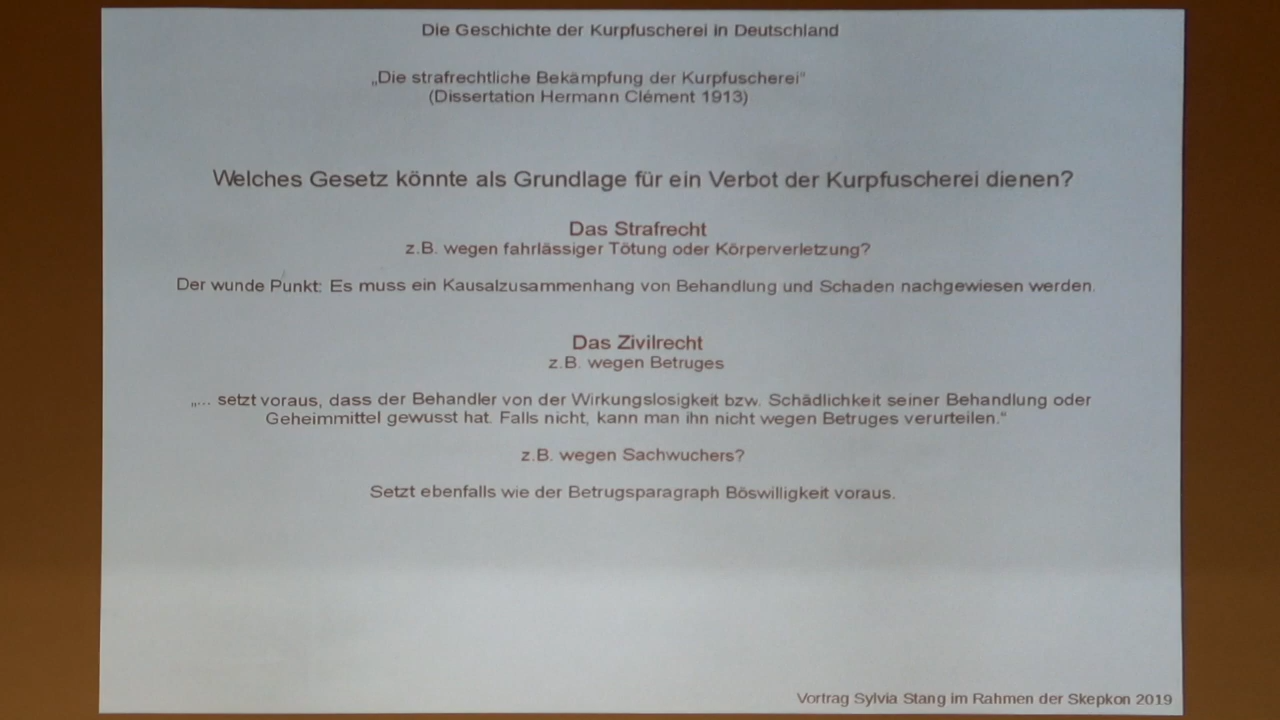 Die Geschichte der Kurpfuscherei in Deutschland
„Die strafrechtliche Bekämpfung der Kurpfuscherei“
(Dissertation Hermann Clément 1913)
Welches Gesetz könnte als Grundlage für ein Verbot der Kurpfuscherei dienen?
Das Strafrecht
z.B. wegen fahrlässiger Tötung oder Körperverletzung?
Der wunde Punkt: Es muss ein Kausalzusammenhang von Behandlung und Schaden nachgewiesen werden.
Das Zivilrecht
z.B. wegen Betruges
„... setzt voraus, dass der Behandler von der Wirkungslosigkeit bzw. Schädlichkeit seiner Behandlung oder
Geheimmittel gewusst hat. Falls nicht, kann man ihn nicht wegen Betruges verurteilen.“
z.B. wegen Sachwuchers?
Setzt ebenfalls wie der Betrugsparagraph Böswilligkeit voraus.
Vortrag Sylvia Stang im Rahmen der Skepkon 2019